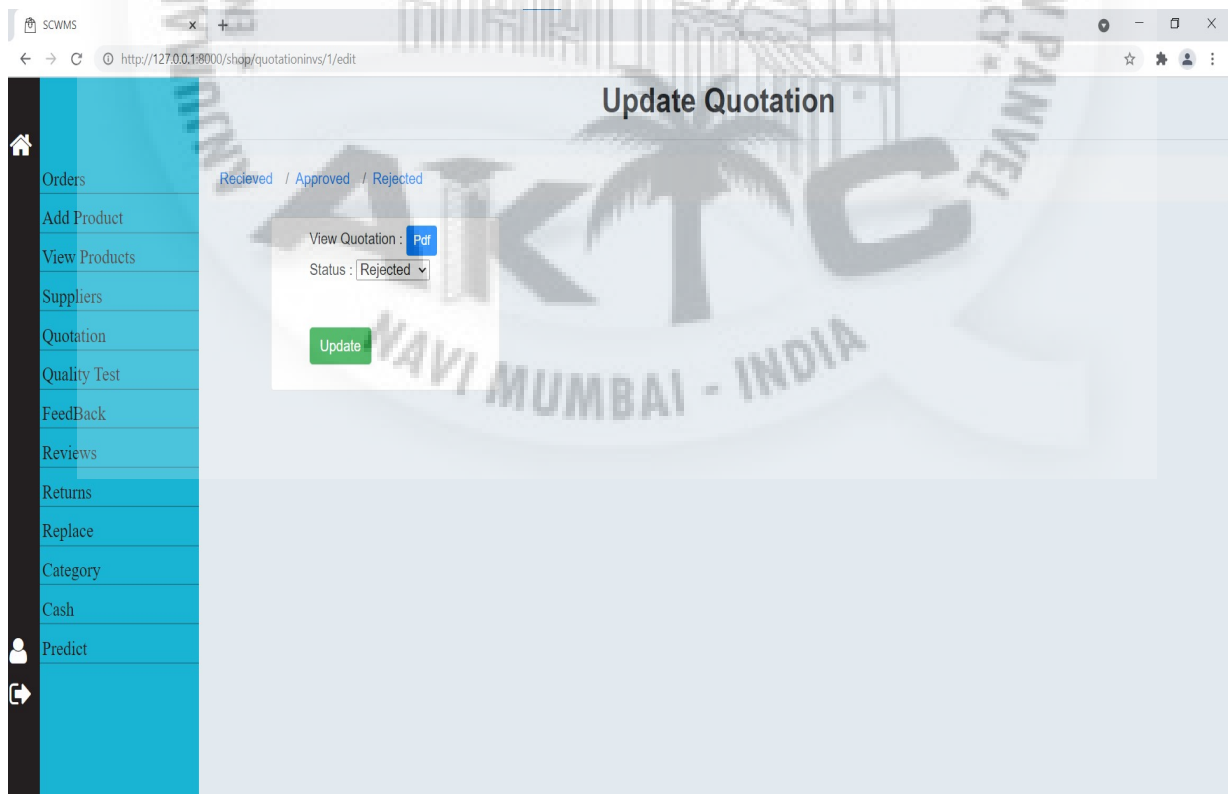 SCWMS
http://127.0.0.1:8000/shop/quotationinvs/1/edit
Update Quotation
Orders
Add Product
View Products
Suppliers
Quotation
Quality Test
FeedBack
Reviews
Returns
Replace
Category
Cash
Predict
Recieved / Approved / Rejected
View Quotation : Pdf
Status : Rejected
Update
AKTC
NAVI MUMBAI - INDIA
PANVEL